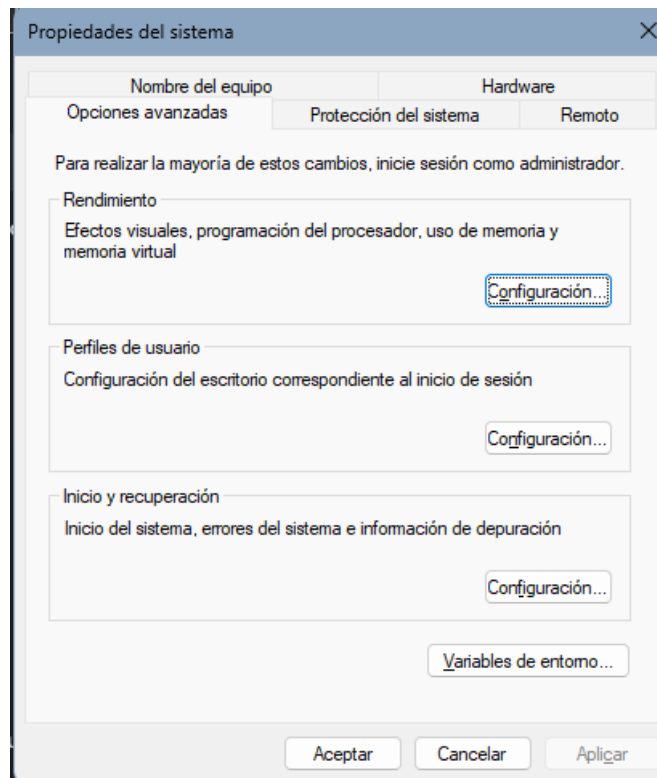 Propiedades del sistema
Nombre del equipo
Hardware
Opciones avanzadas
Protección del sistema
Remoto
Para realizar la mayoría de estos cambios, inicie sesión como administrador.
Rendimiento
Efectos visuales, programación del procesador, uso de memoria y
memoria virtual
Configuración...
Perfiles de usuario
Configuración del escritorio correspondiente al inicio de sesión
Configuración...
Inicio y recuperación
Inicio del sistema, errores del sistema e información de depuración
Configuración...
Variables de entorno...
Aceptar
Cancelar
Aplicar